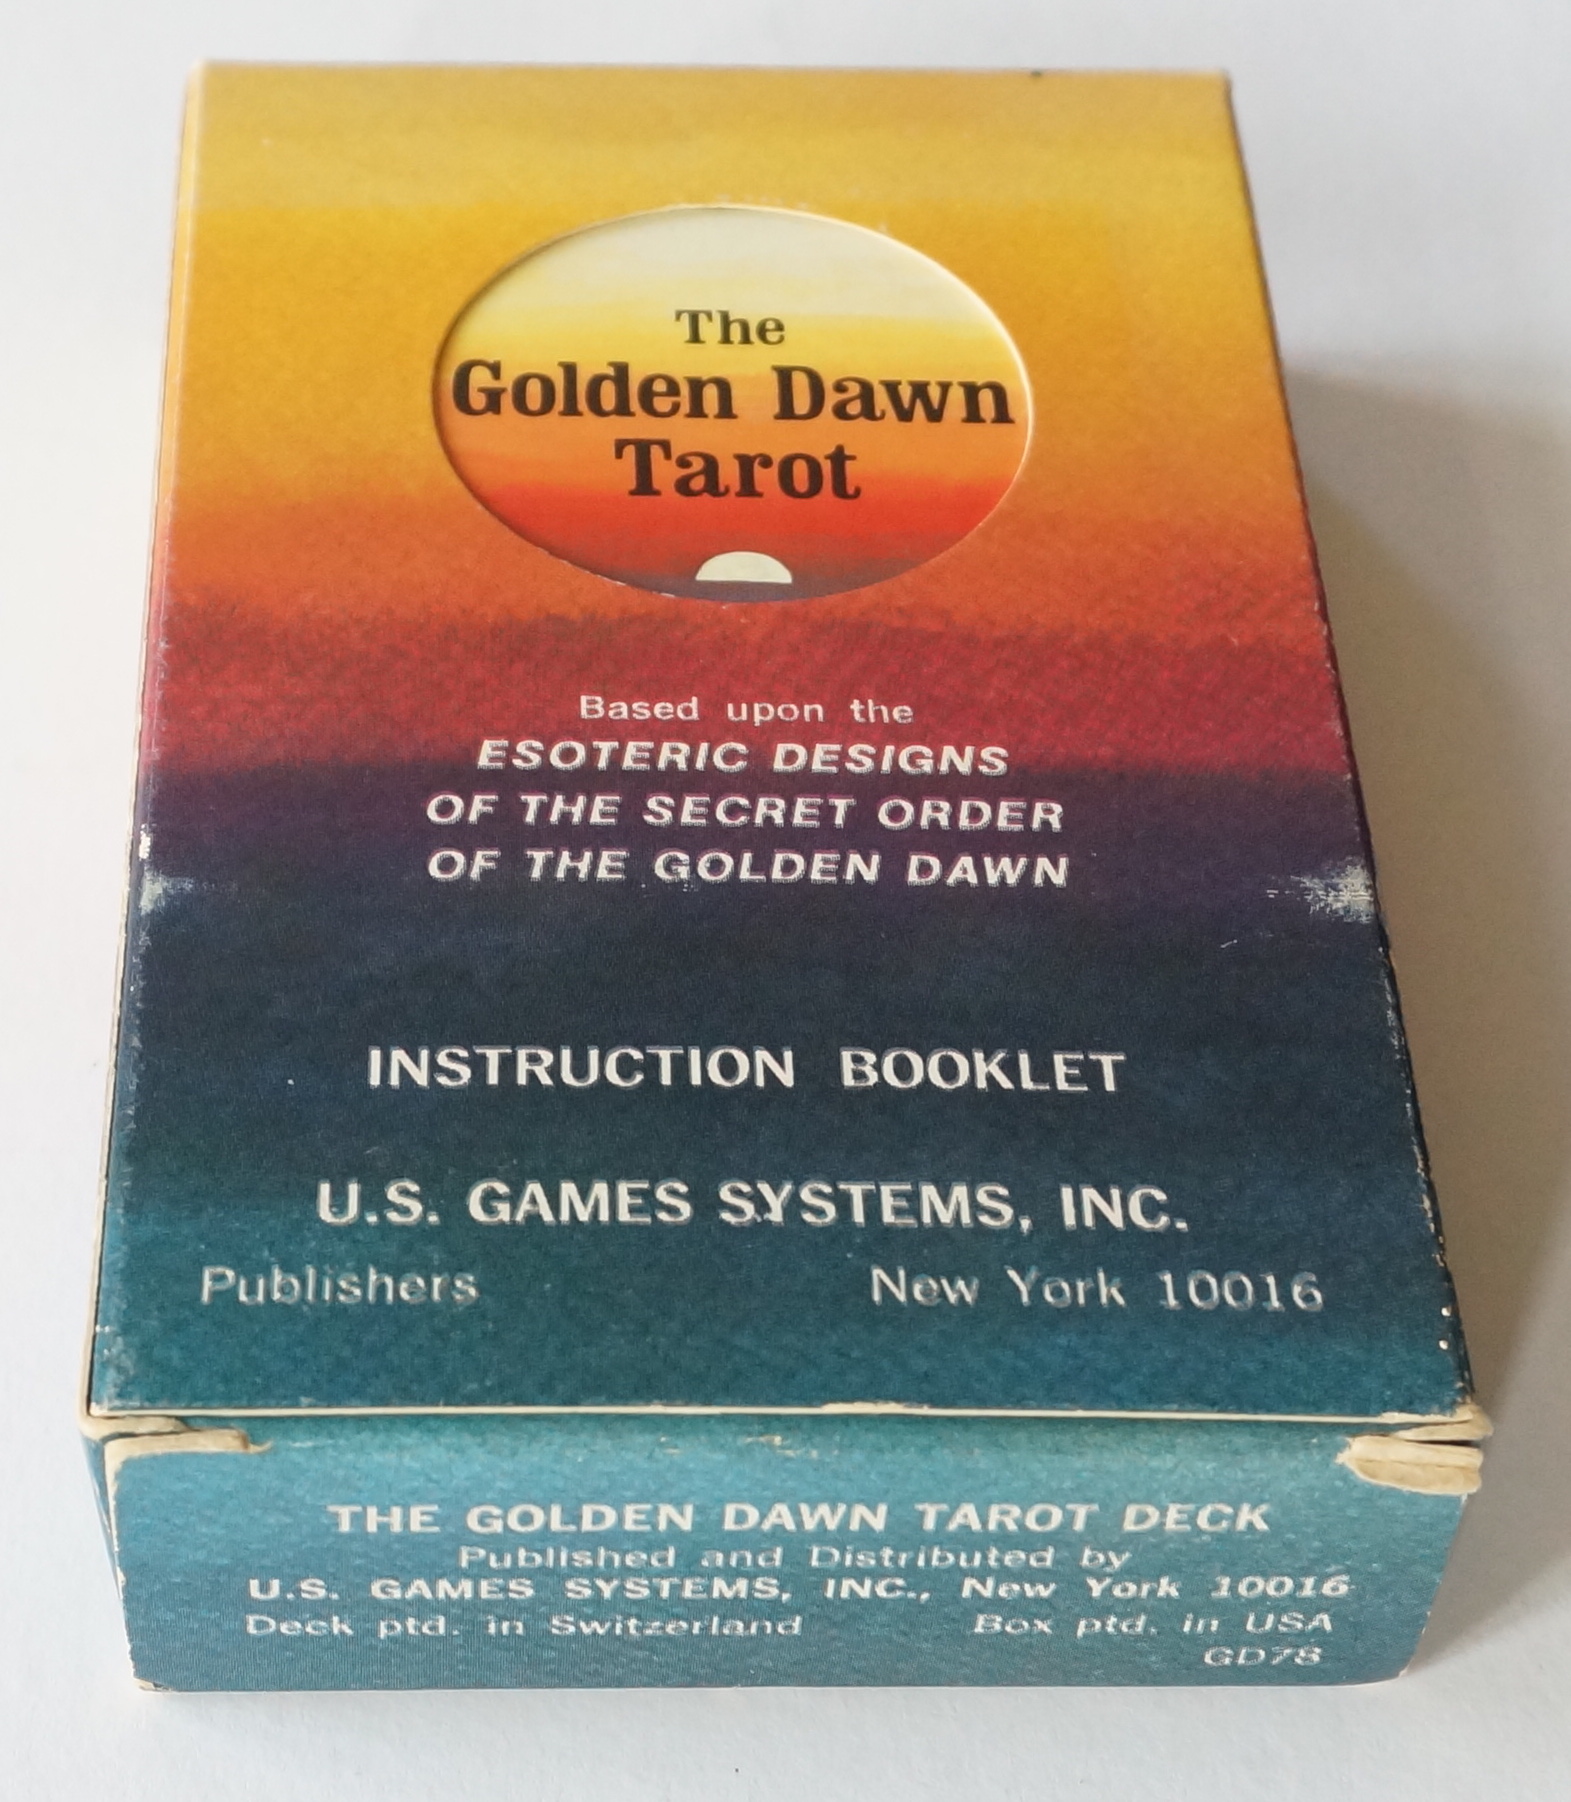 The
Golden Dawn
Tarot
Based upon the
ESOTERIC DESIGNS
OF THE SECRET ORDER
OF THE GOLDEN DAWN
INSTRUCTION BOOKLET
U.S. GAMES SYSTEMS, INC.
Publishers New York 10016
THE GOLDEN DAWN TAROT DECK
Published and Distributed by
U.S. GAMES SYSTEMS, INC., New York 10016
Deck ptd. in Switzerland Box ptd. in USA
GD78